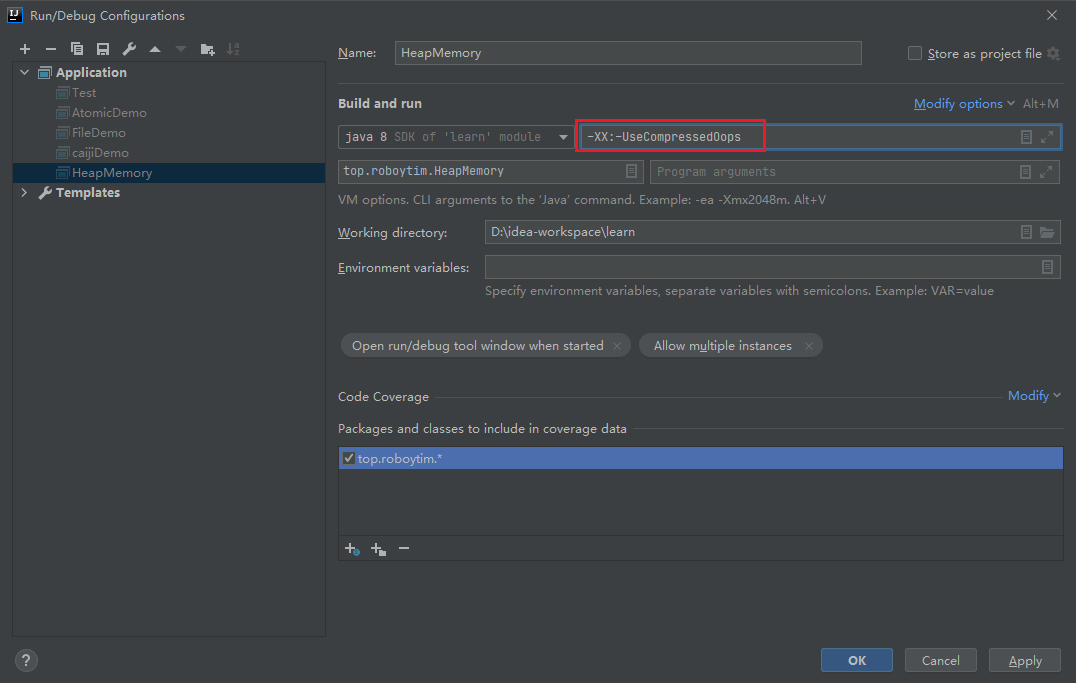 Run/Debug Configurations
Application
Test
AtomicDemo
FileDemo
caijiDemo
HeapMemory
Templates
Name: HeapMemory Store as project file
Build and run Modify options Alt+M
java 8 SDK of 'learn' module -XX:-UseCompressedOops
top.roboytim.HeapMemory Program arguments
VM options. CLI arguments to the 'Java' command. Example: -ea -Xmx2048m. Alt+V
Working directory: D:\idea-workspace\learn
Environment variables:
Specify environment variables, separate variables with semicolons. Example: VAR=value
Open run/debug tool window when started × Allow multiple instances ×
Code Coverage Modify
Packages and classes to include in coverage data
top.roboytim.*
? OK Cancel Apply